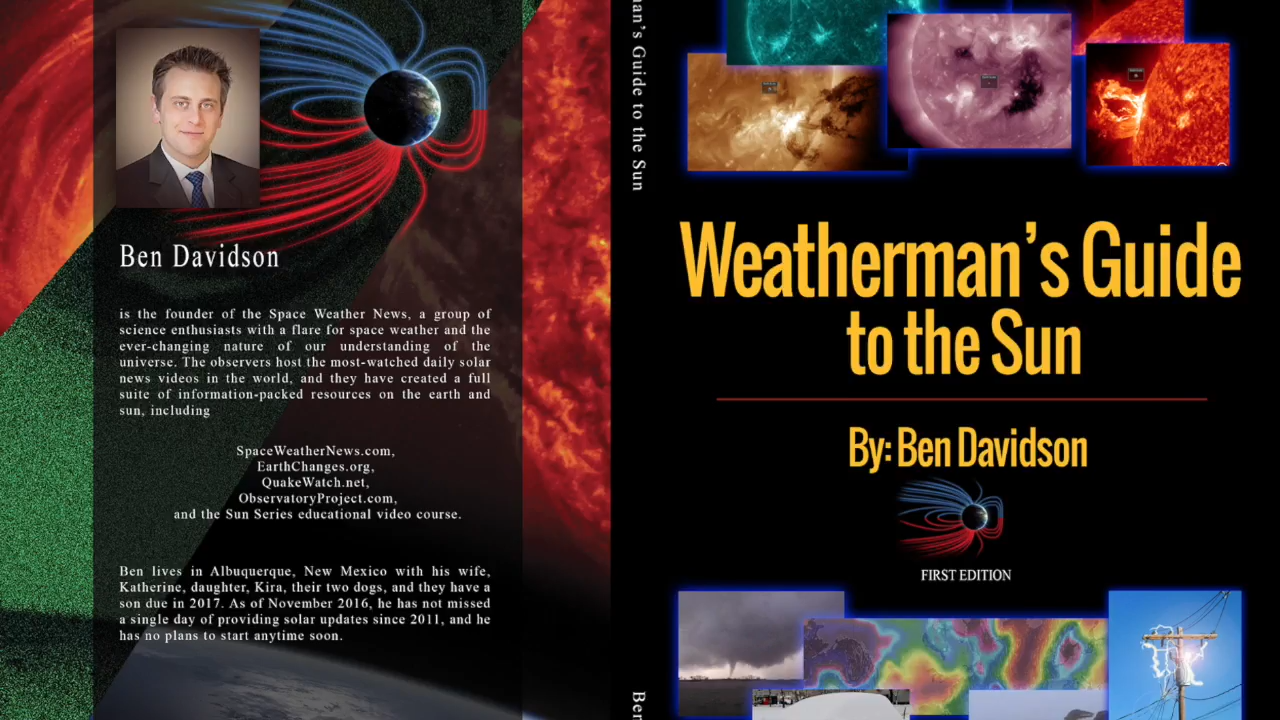 Ben Davidson
is the founder of the Space Weather News, a group of
science enthusiasts with a flare for space weather and the
ever-changing nature of our understanding of the
universe. The observers host the most-watched daily solar
news videos in the world, and they have created a full
suite of information-packed resources on the earth and
sun, including
SpaceWeatherNews.com,
EarthChanges.org,
QuakeWatch.net,
ObservatoryProject.com,
and the Sun Series educational video course.
Ben lives in Albuquerque, New Mexico with his wife,
Katherine, daughter, Kira, their two dogs, and they have a
son due in 2017. As of November 2016, he has not missed
a single day of providing solar updates since 2011, and he
has no plans to start anytime soon.
Guide to the Sun
Weatherman's Guide
to the Sun
By: Ben Davidson
FIRST EDITION